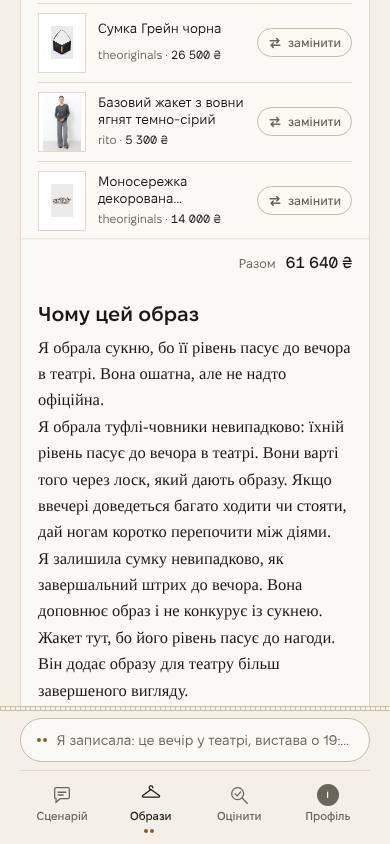 Сумка Грейн чорна
theoriginals · 26 500 ₴
замінити
Базовий жакет з вовни
ягнят темно-сірий
rito · 5 300 ₴
замінити
Моносережка
декорована...
theoriginals · 14 000 ₴
замінити
Разом 61 640 ₴
Чому цей образ
Я обрала сукню, бо її рівень пасує до вечора
в театрі. Вона ошатна, але не надто
офіційна.
Я обрала туфлі-човники невипадково: їхній
рівень пасує до вечора в театрі. Вони варті
того через лоск, який дають образу. Якщо
ввечері доведеться багато ходити чи стояти,
дай ногам коротко перепочити між діями.
Я залишила сумку невипадково, як
завершальний штрих до вечора. Вона
доповнює образ і не конкурує із сукнею.
Жакет тут, бо його рівень пасує до нагоди.
Він додає образу для театру більш
завершеного вигляду.
Я записала: це вечір у театрі, вистава о 19:...
Сценарій
Образи
Оцінити
І
Профіль